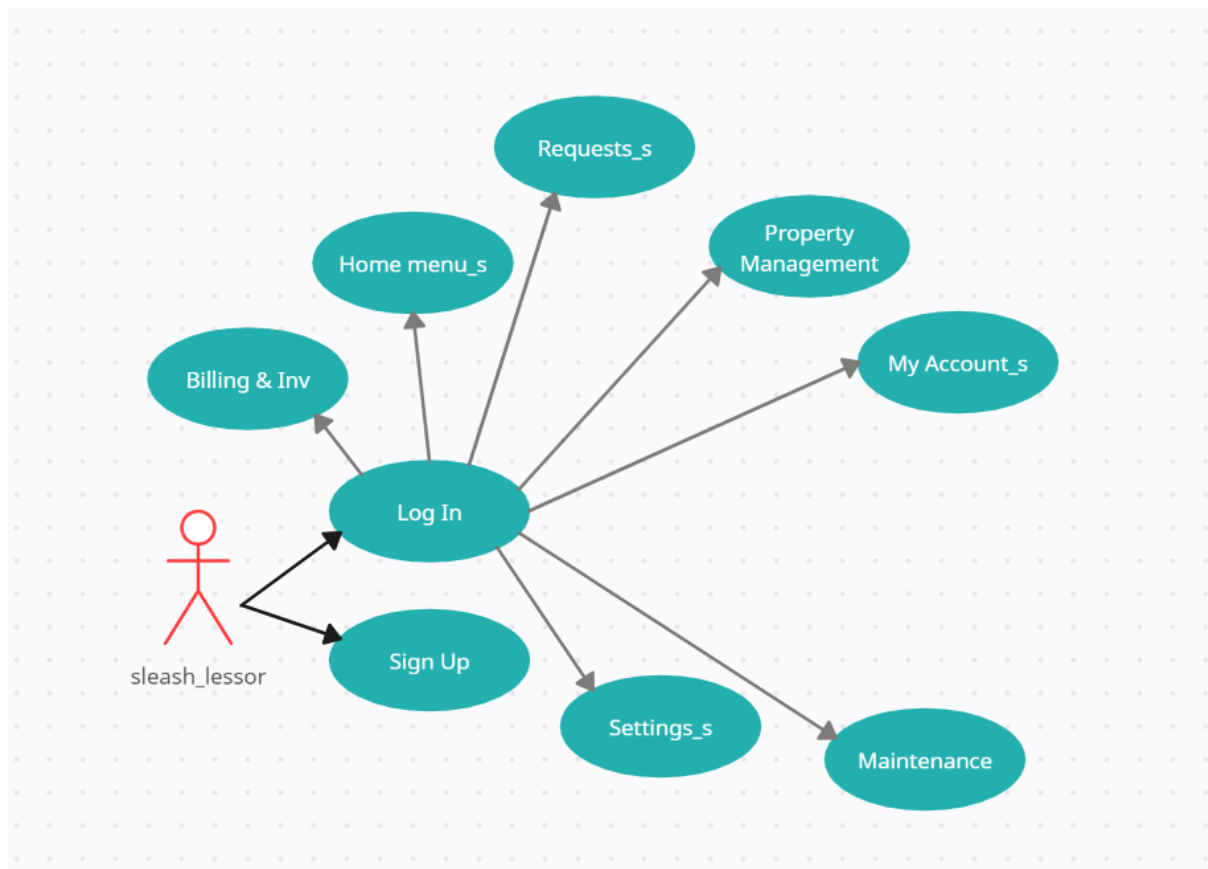 Requests_s
Property
Management
Home menu_s
My Account_s
Billing & Inv
Log In
Sign Up
sleash_lessor
Settings_s
Maintenance